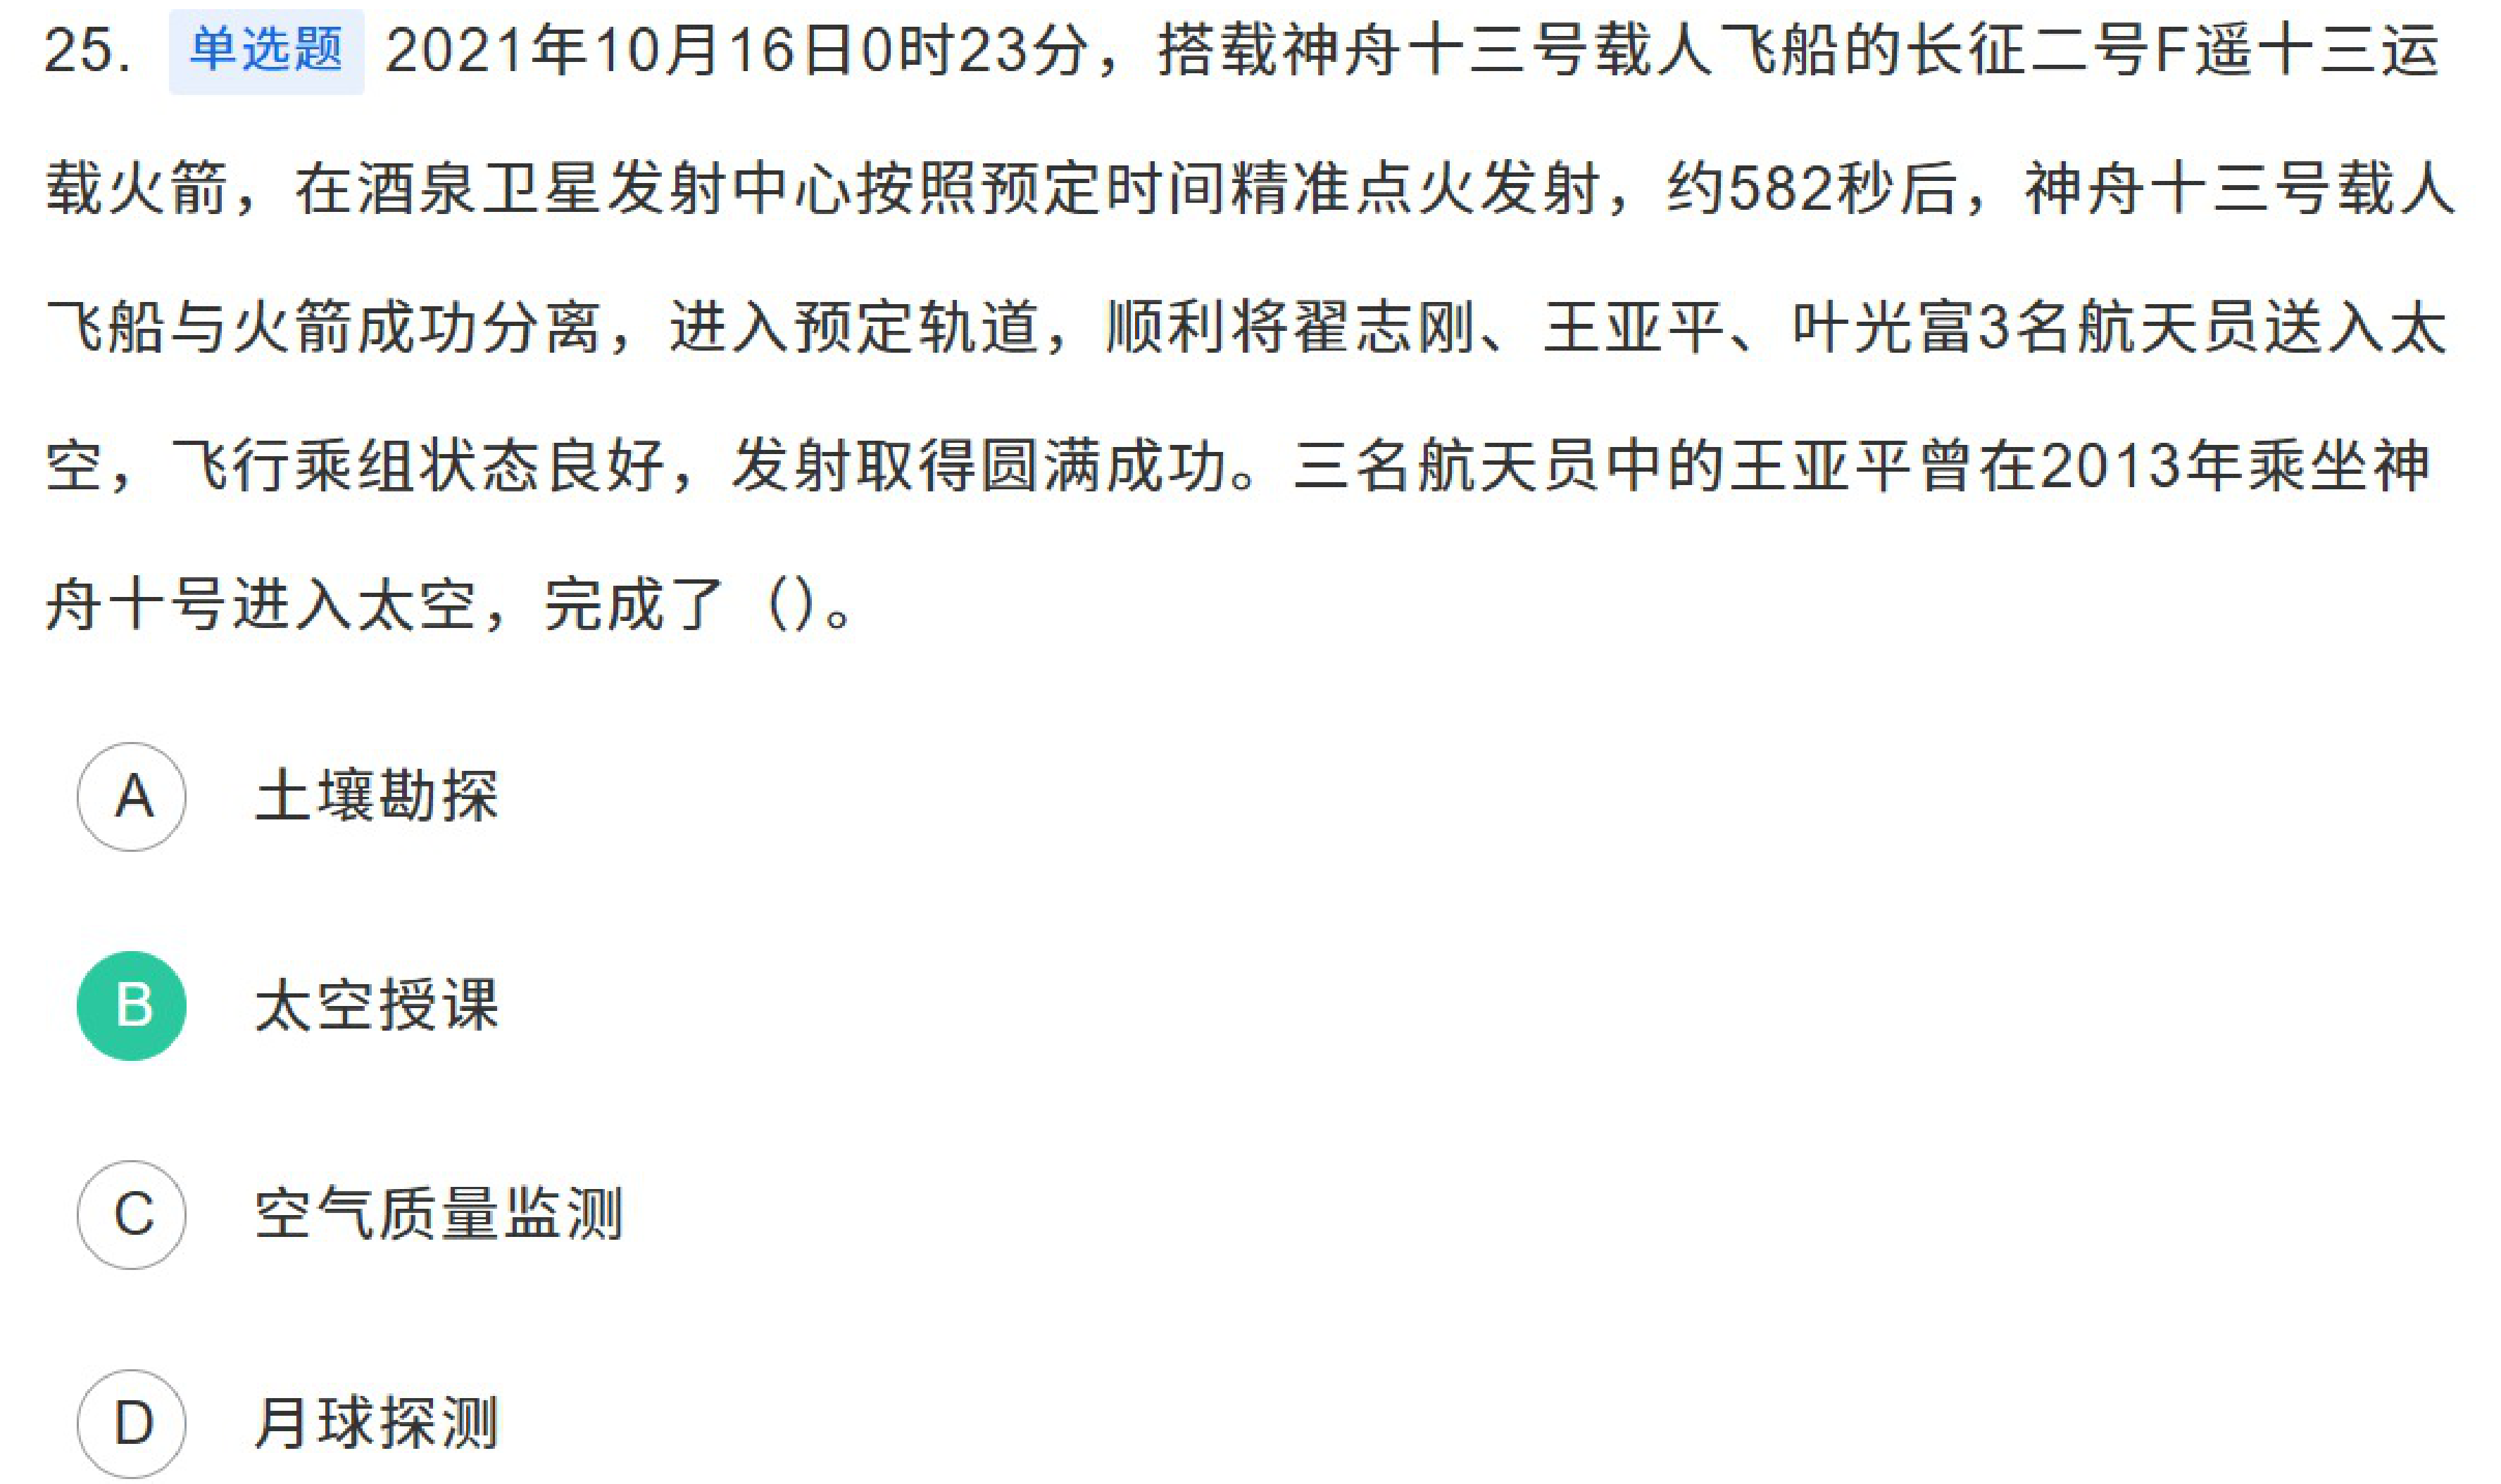 25. 单选题 2021年10月16日0时23分，搭载神舟十三号载人飞船的长征二号F遥十三运
载火箭，在酒泉卫星发射中心按照预定时间精准点火发射，约582秒后，神舟十三号载人
飞船与火箭成功分离，进入预定轨道，顺利将翟志刚、王亚平、叶光富3名航天员送入太
空，飞行乘组状态良好，发射取得圆满成功。三名航天员中的王亚平曾在2013年乘坐神
舟十号进入太空，完成了（）。
A 土壤勘探
B 太空授课
C 空气质量监测
D 月球探测